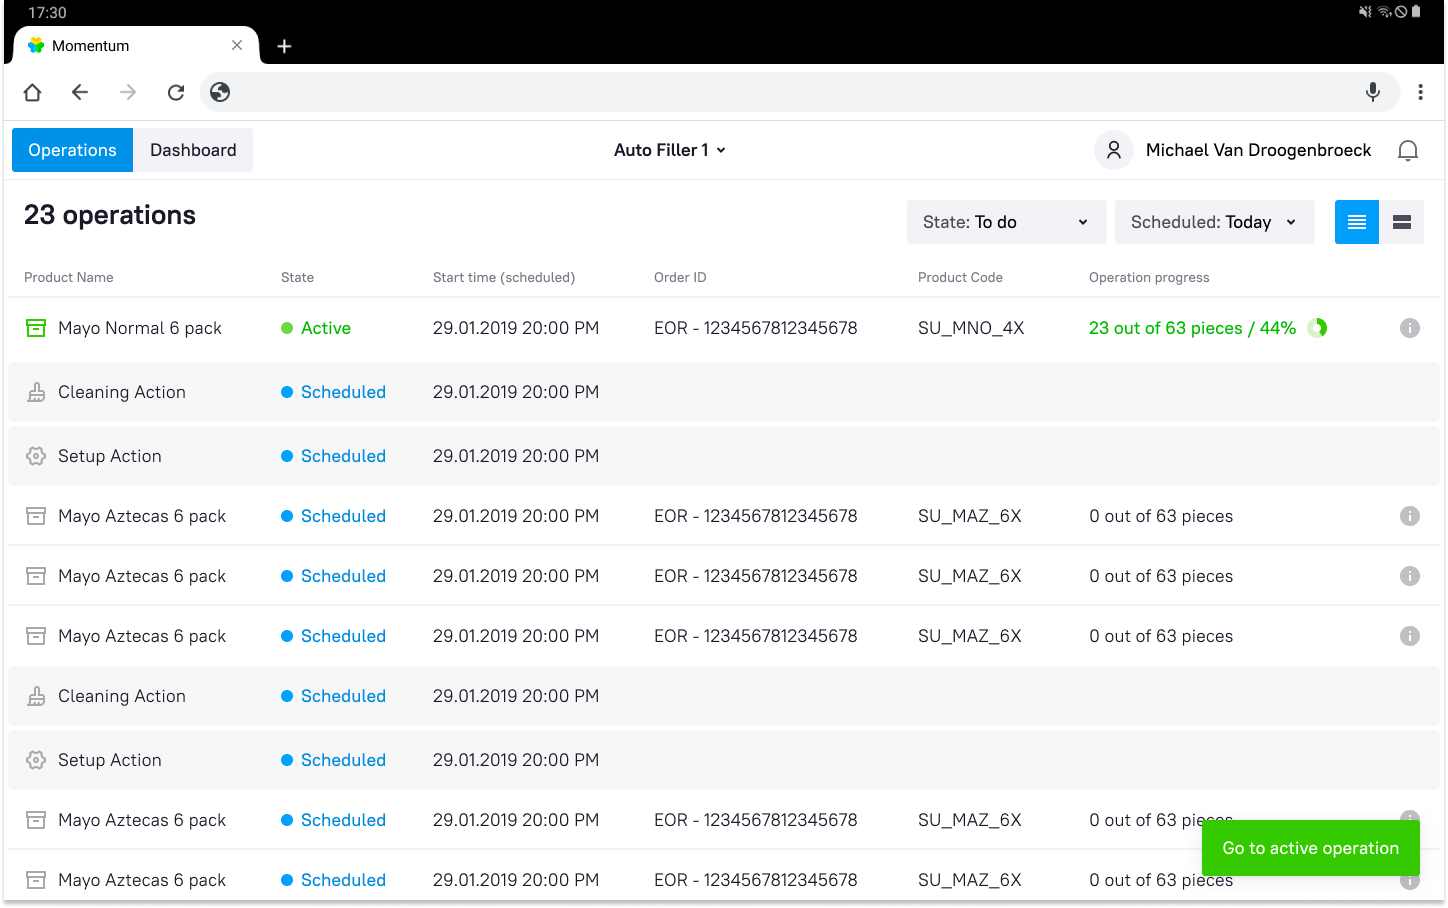 17:30
Momentum
Operations Dashboard Auto Filler 1 Michael Van Droogenbroeck
23 operations State: To do Scheduled: Today
Product Name State Start time (scheduled) Order ID Product Code Operation progress
Mayo Normal 6 pack Active 29.01.2019 20:00 PM EOR - 1234567812345678 SU_MNO_4X 23 out of 63 pieces / 44%
Cleaning Action Scheduled 29.01.2019 20:00 PM
Setup Action Scheduled 29.01.2019 20:00 PM
Mayo Aztecas 6 pack Scheduled 29.01.2019 20:00 PM EOR - 1234567812345678 SU_MAZ_6X 0 out of 63 pieces
Mayo Aztecas 6 pack Scheduled 29.01.2019 20:00 PM EOR - 1234567812345678 SU_MAZ_6X 0 out of 63 pieces
Mayo Aztecas 6 pack Scheduled 29.01.2019 20:00 PM EOR - 1234567812345678 SU_MAZ_6X 0 out of 63 pieces
Cleaning Action Scheduled 29.01.2019 20:00 PM
Setup Action Scheduled 29.01.2019 20:00 PM
Mayo Aztecas 6 pack Scheduled 29.01.2019 20:00 PM EOR - 1234567812345678 SU_MAZ_6X 0 out of 63 pieces
Go to active operation
Mayo Aztecas 6 pack Scheduled 29.01.2019 20:00 PM EOR - 1234567812345678 SU_MAZ_6X 0 out of 63 pieces